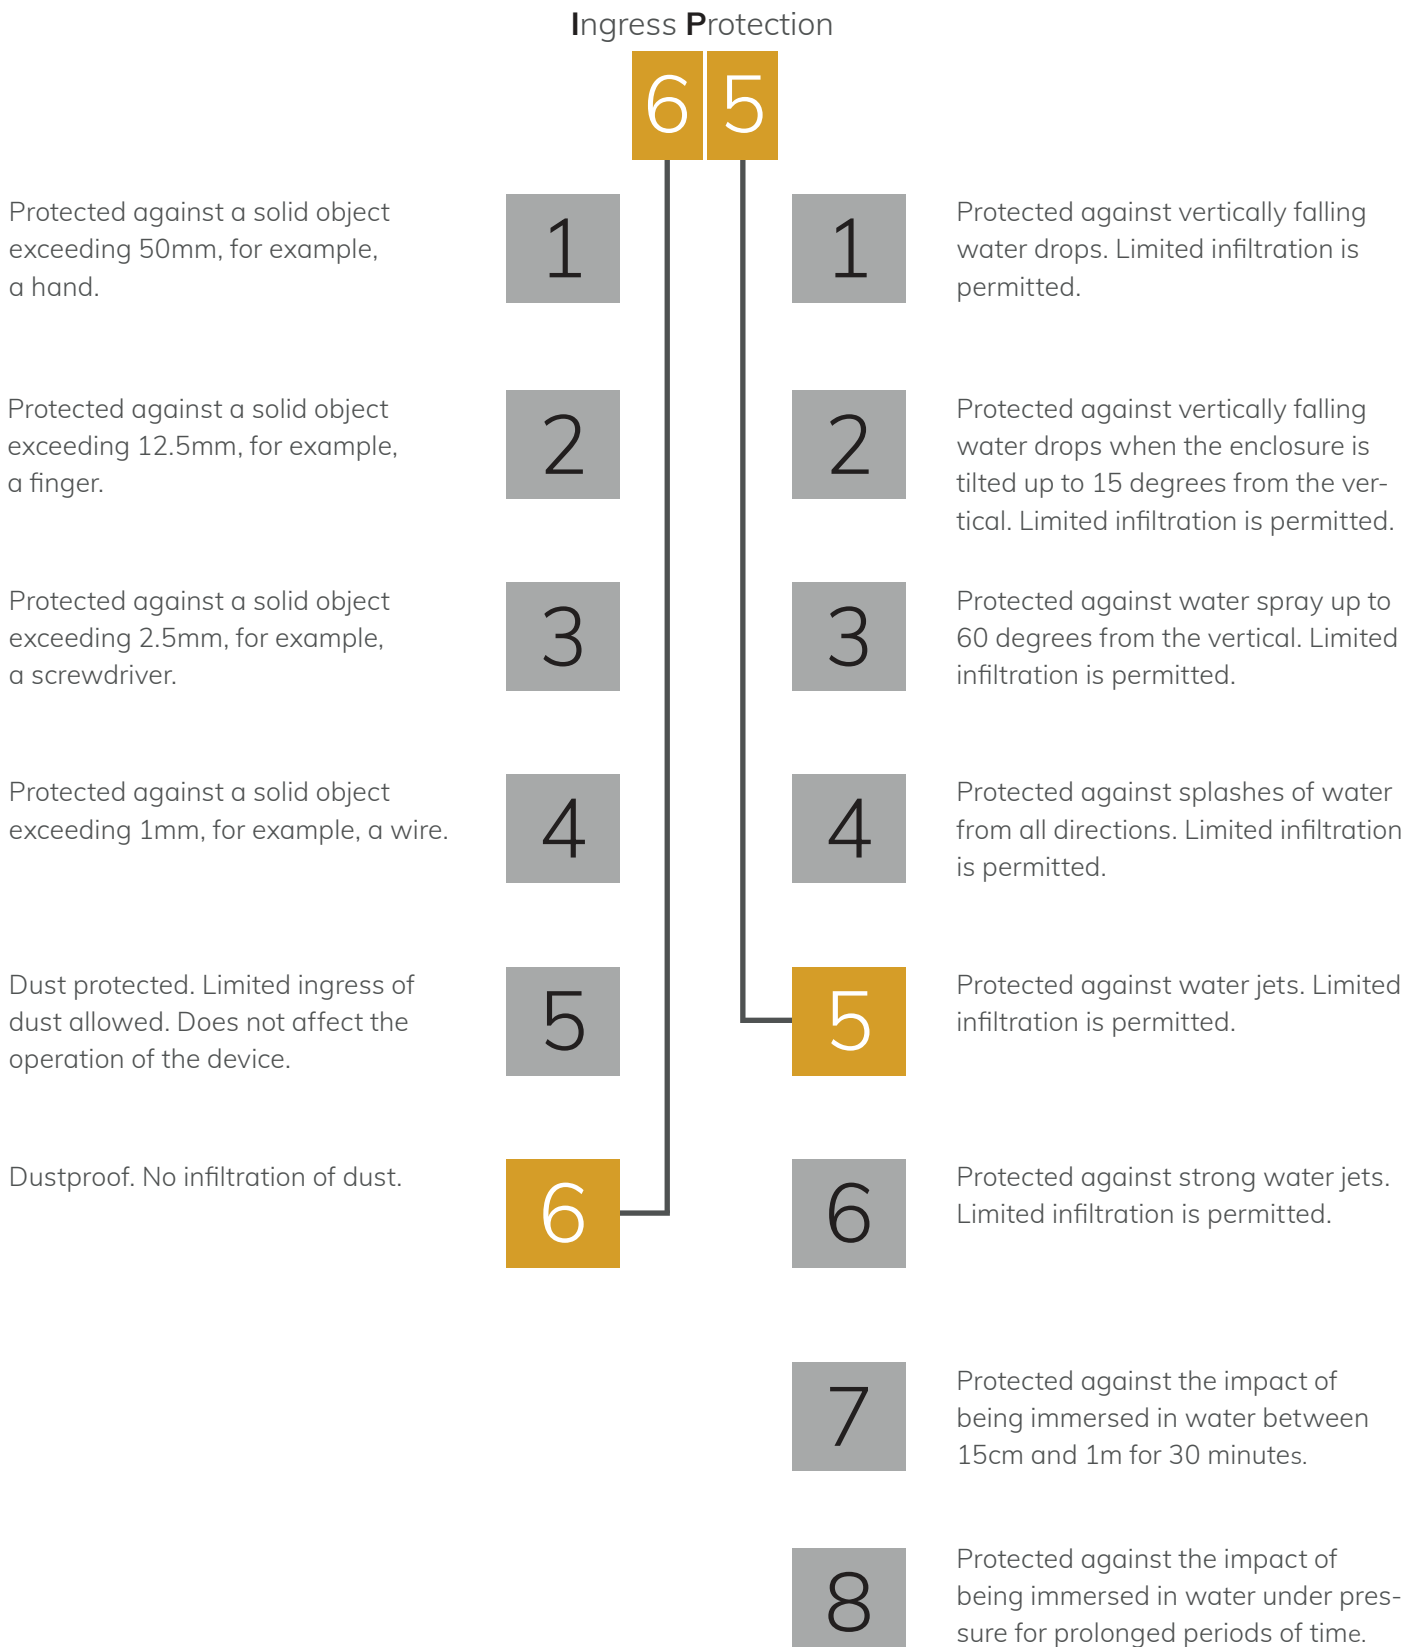 Ingress Protection
6 5
Protected against a solid object
exceeding 50mm, for example,
a hand.
1
1
Protected against vertically falling
water drops. Limited infiltration is
permitted.
Protected against a solid object
exceeding 12.5mm, for example,
a finger.
2
2
Protected against vertically falling
water drops when the enclosure is
tilted up to 15 degrees from the ver-
tical. Limited infiltration is permitted.
Protected against a solid object
exceeding 2.5mm, for example,
a screwdriver.
3
3
Protected against water spray up to
60 degrees from the vertical. Limited
infiltration is permitted.
Protected against a solid object
exceeding 1mm, for example, a wire.
4
4
Protected against splashes of water
from all directions. Limited infiltration
is permitted.
Dust protected. Limited ingress of
dust allowed. Does not affect the
operation of the device.
5
5
Protected against water jets. Limited
infiltration is permitted.
Dustproof. No infiltration of dust.
6
6
Protected against strong water jets.
Limited infiltration is permitted.
7
Protected against the impact of
being immersed in water between
15cm and 1m for 30 minutes.
8
Protected against the impact of
being immersed in water under pres-
sure for prolonged periods of time.